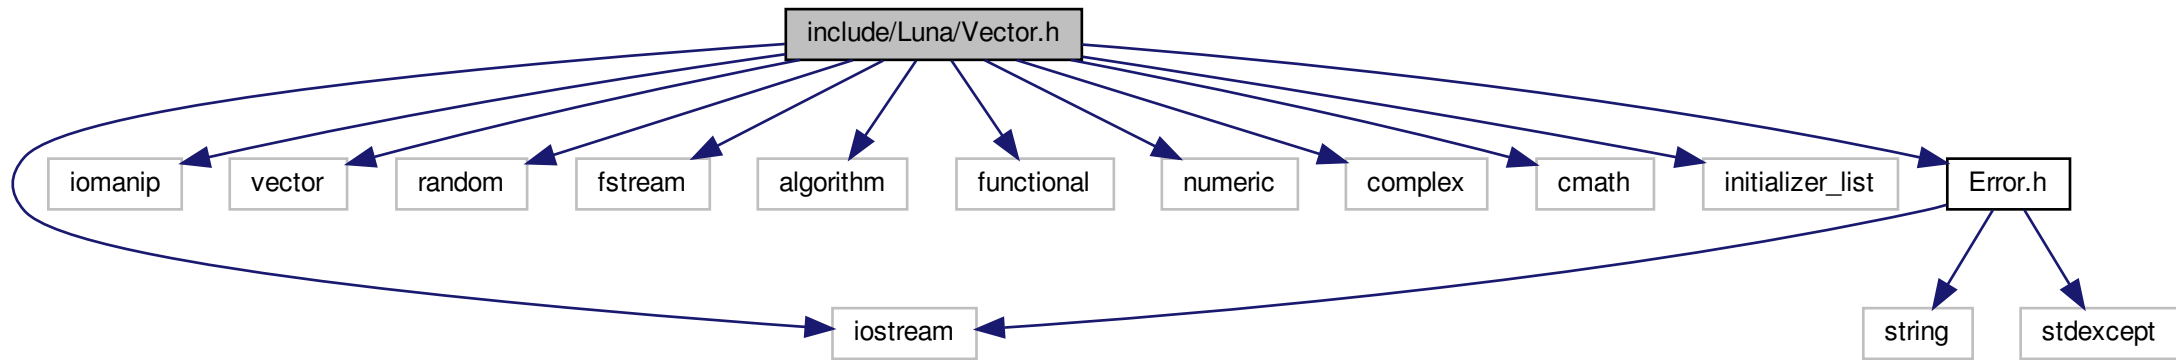 include/Luna/Vector.h
iomanip
vector
random
fstream
algorithm
functional
numeric
complex
cmath
initializer_list
Error.h
iostream
string
stdexcept